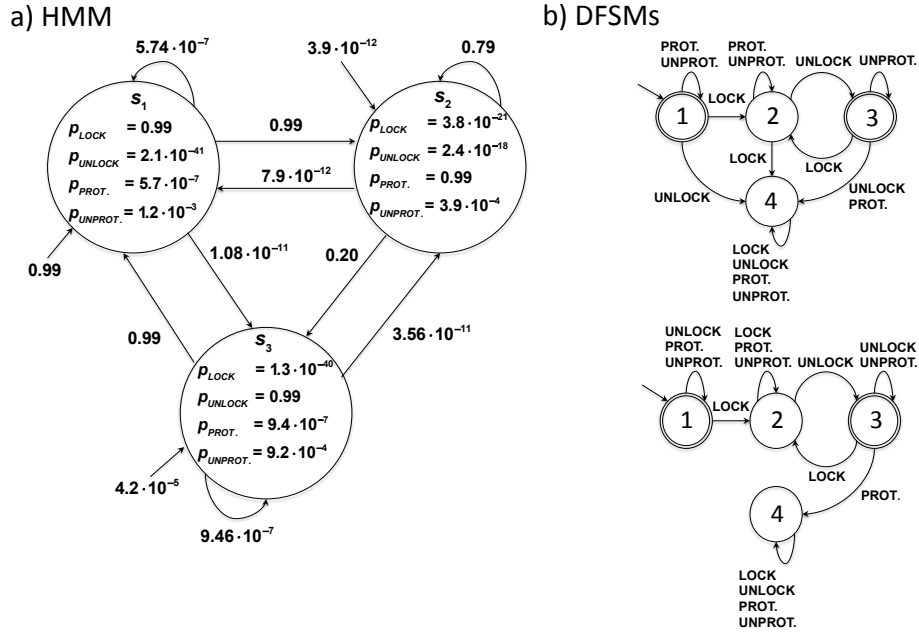 a) HMM
5.74·10⁻⁷
0.99
s₁
p_LOCK = 0.99
p_UNLOCK = 2.1·10⁻⁴¹
p_PROT. = 5.7·10⁻⁷
p_UNPROT. = 1.2·10⁻³
0.99
7.9·10⁻¹²
3.9·10⁻¹²
0.79
s₂
p_LOCK = 3.8·10⁻²¹
p_UNLOCK = 2.4·10⁻¹⁸
p_PROT. = 0.99
p_UNPROT. = 3.9·10⁻⁴
1.08·10⁻¹¹
0.20
0.99
3.56·10⁻¹¹
s₃
p_LOCK = 1.3·10⁻⁴⁰
p_UNLOCK = 0.99
p_PROT. = 9.4·10⁻⁷
p_UNPROT. = 9.2·10⁻⁴
4.2·10⁻⁵
9.46·10⁻⁷
b) DFSMs
PROT.
UNPROT.
PROT.
UNPROT.
UNLOCK
UNPROT.
1
LOCK
2
3
LOCK
LOCK
UNLOCK
UNLOCK
PROT.
4
LOCK
UNLOCK
PROT.
UNPROT.
UNLOCK
PROT.
UNPROT.
LOCK
PROT.
UNPROT.
UNLOCK
UNLOCK
UNPROT.
1
LOCK
2
3
LOCK
PROT.
4
LOCK
UNLOCK
PROT.
UNPROT.